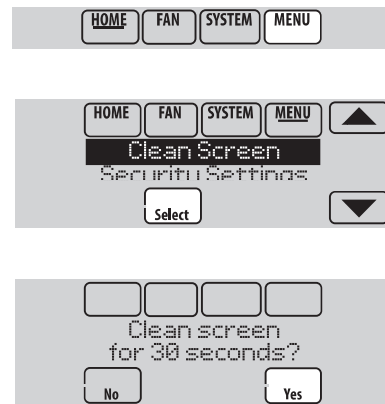 HOME FAN SYSTEM MENU
HOME FAN SYSTEM MENU
Clean Screen
Security Settings
Select
Clean screen
for 30 seconds?
No Yes